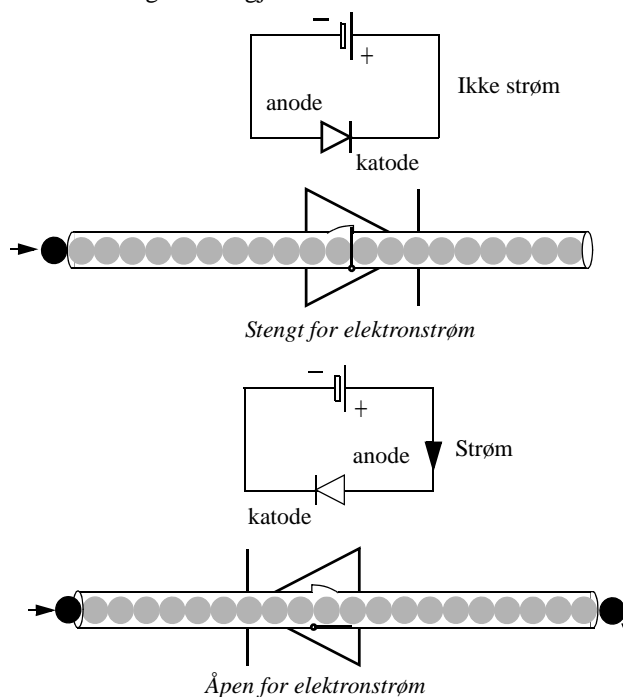 −
+
anode
Ikke strøm
katode
Stengt for elektronstrøm
−
+
anode
Strøm
katode
Åpen for elektronstrøm